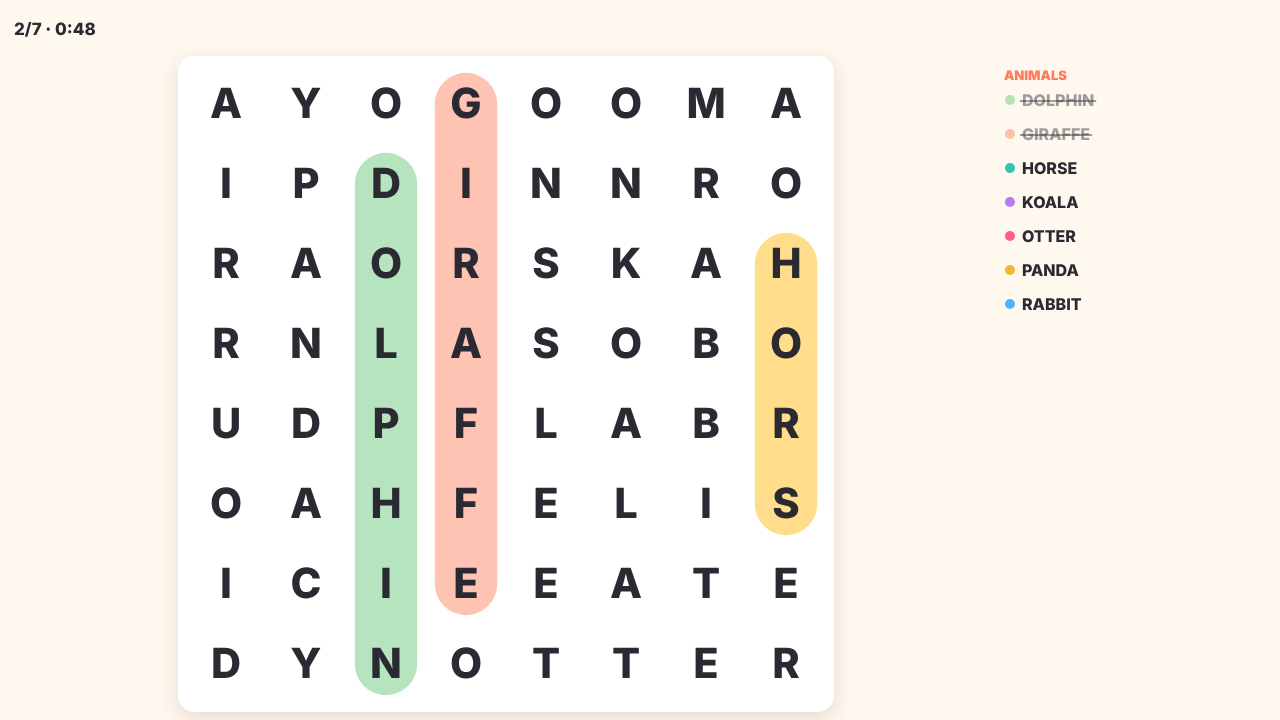 2/7 · 0:48
A Y O G O O M A
I P D I N N R O
R A O R S K A H
R N L A S O B O
U D P F L A B R
O A H F E L I S
I C I E E A T E
D Y N O T T E R
ANIMALS
DOLPHIN
GIRAFFE
HORSE
KOALA
OTTER
PANDA
RABBIT